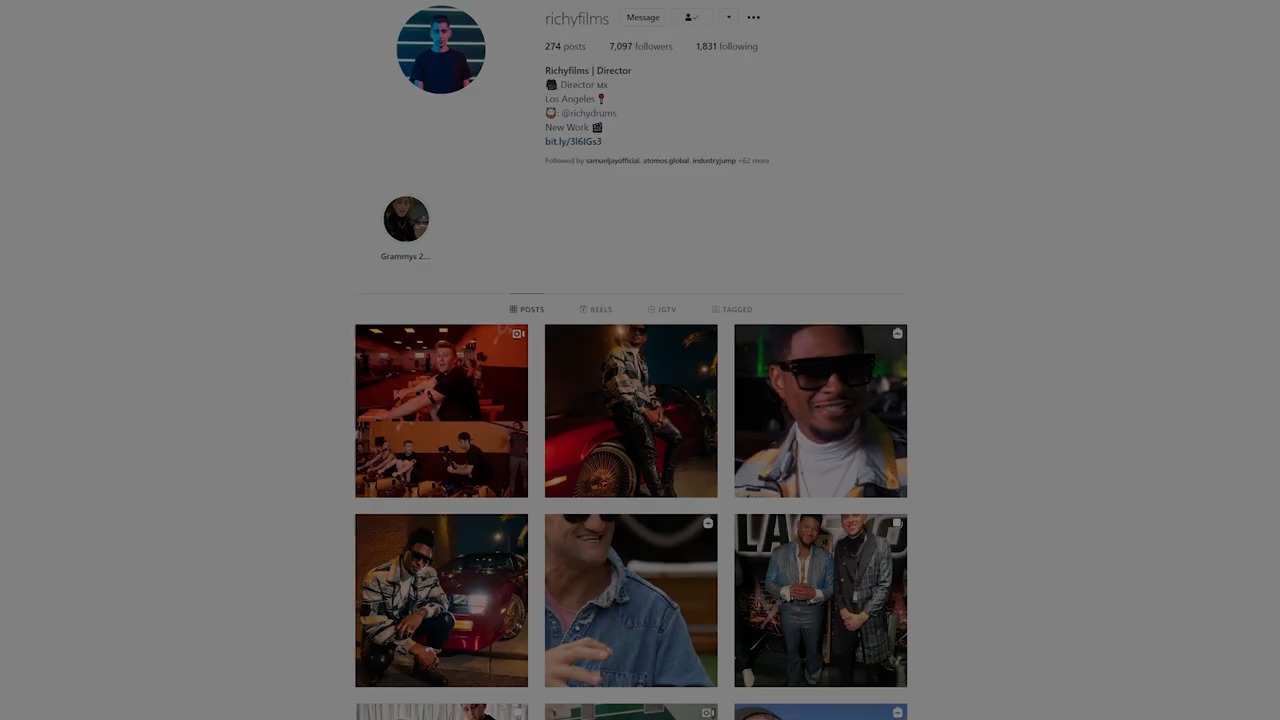 richyfilms Message
274 posts 7,097 followers 1,831 following
Richyfilms | Director
Director MX
Los Angeles
: @richydrums
New Work
bit.ly/3l6IGs3
Followed by samueljayofficial, atomos.global, industryjump +62 more
Grammys 2...
POSTS REELS IGTV TAGGED